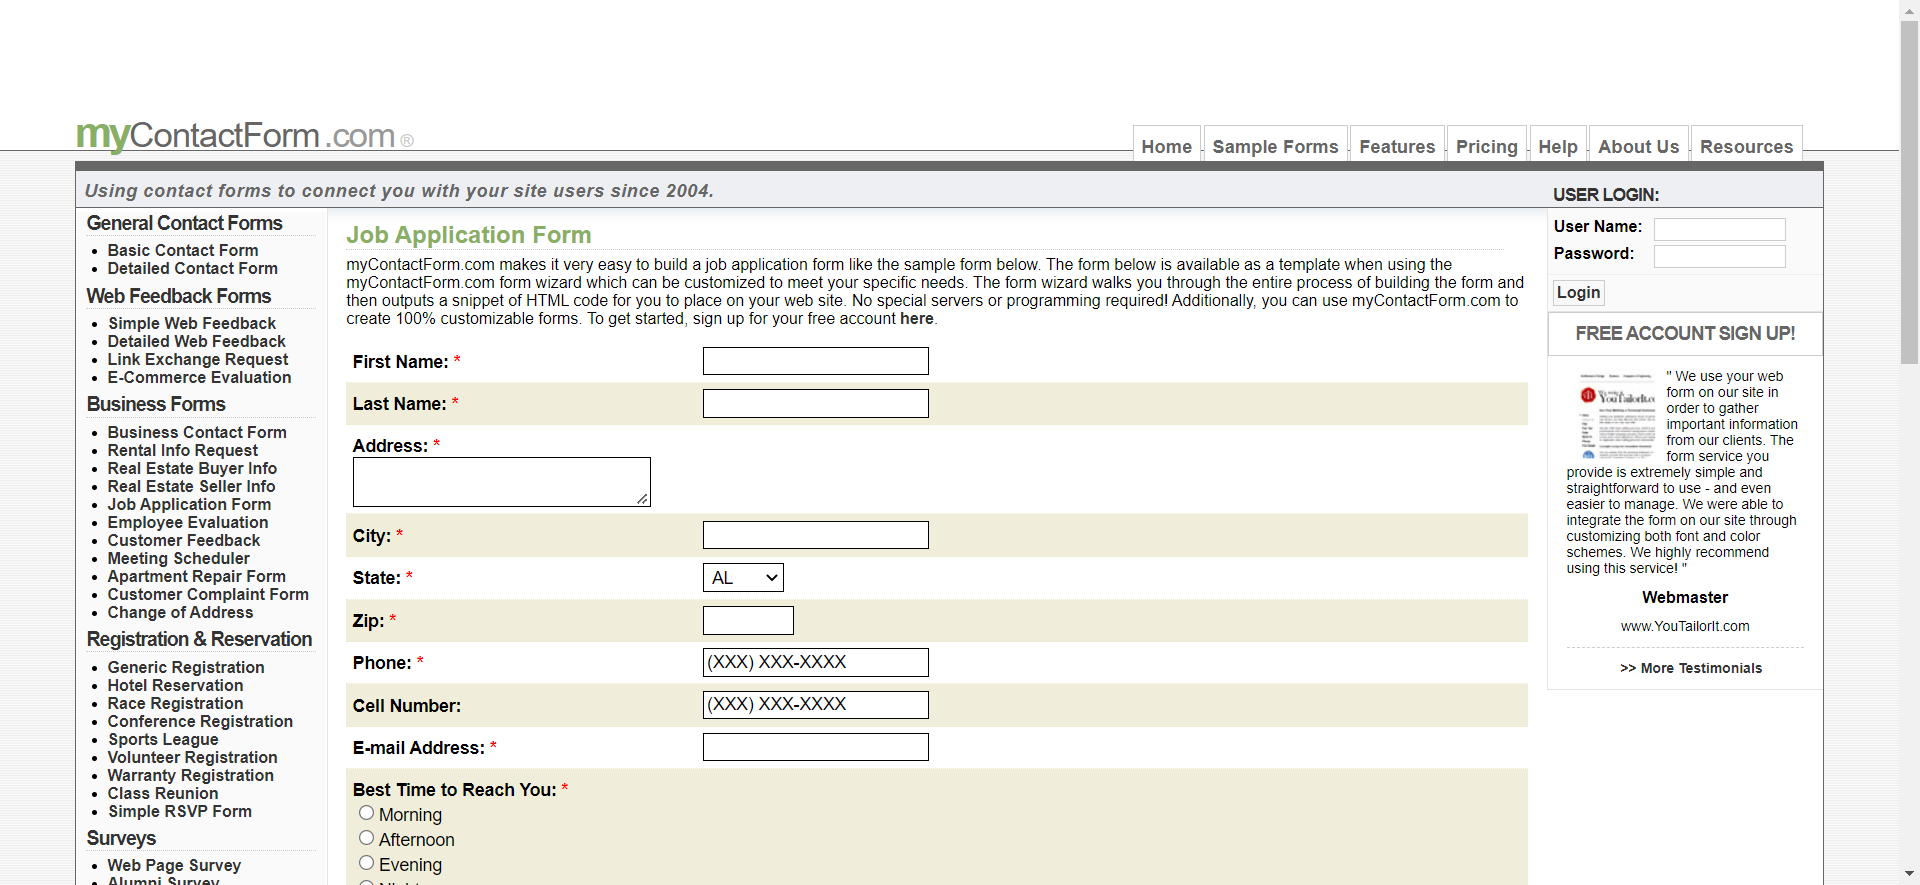 myContactForm.com®
Home
Sample Forms
Features
Pricing
Help
About Us
Resources
Using contact forms to connect you with your site users since 2004.
USER LOGIN:
General Contact Forms
Basic Contact Form
Detailed Contact Form
Web Feedback Forms
Simple Web Feedback
Detailed Web Feedback
Link Exchange Request
E-Commerce Evaluation
Business Forms
Business Contact Form
Rental Info Request
Real Estate Buyer Info
Real Estate Seller Info
Job Application Form
Employee Evaluation
Customer Feedback
Meeting Scheduler
Apartment Repair Form
Customer Complaint Form
Change of Address
Registration & Reservation
Generic Registration
Hotel Reservation
Race Registration
Conference Registration
Sports League
Volunteer Registration
Warranty Registration
Class Reunion
Simple RSVP Form
Surveys
Web Page Survey
Alumni Survey
Job Application Form
myContactForm.com makes it very easy to build a job application form like the sample form below. The form below is available as a template when using the
myContactForm.com form wizard which can be customized to meet your specific needs. The form wizard walks you through the entire process of building the form and
then outputs a snippet of HTML code for you to place on your web site. No special servers or programming required! Additionally, you can use myContactForm.com to
create 100% customizable forms. To get started, sign up for your free account here.
First Name: *
Last Name: *
Address: *
City: *
State: * AL
Zip: *
Phone: * (XXX) XXX-XXXX
Cell Number: (XXX) XXX-XXXX
E-mail Address: *
Best Time to Reach You: *
Morning
Afternoon
Evening
User Name:
Password:
Login
FREE ACCOUNT SIGN UP!
YouTailorIt.co
" We use your web
form on our site in
order to gather
important information
from our clients. The
form service you
provide is extremely simple and
straightforward to use - and even
easier to manage. We were able to
integrate the form on our site through
customizing both font and color
schemes. We highly recommend
using this service! "
Webmaster
www.YouTailorIt.com
>> More Testimonials